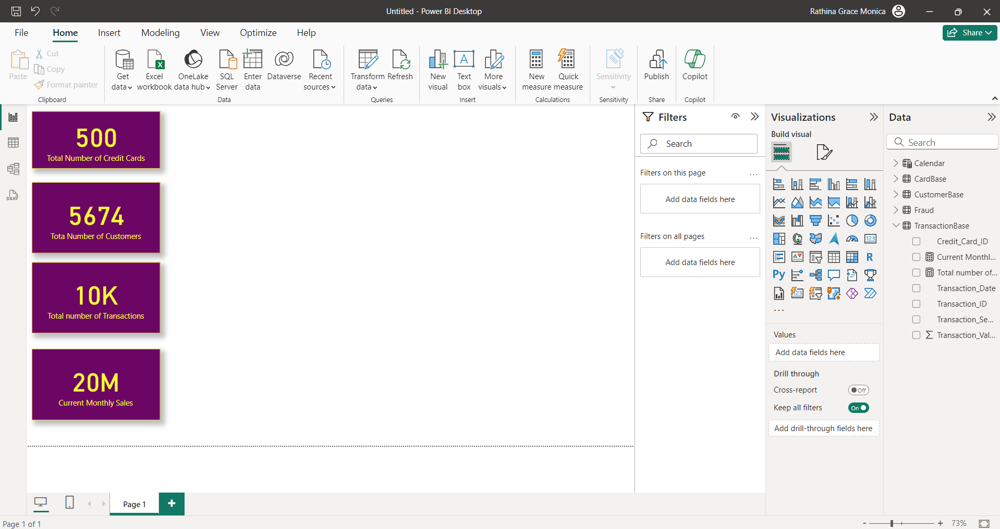 Untitled - Power BI Desktop
Rathina Grace Monica
File Home Insert Modeling View Optimize Help
Share
Paste
Cut
Copy
Format painter
Clipboard
Get data
Excel workbook
OneLake data hub
SQL Server
Enter data
Dataverse
Recent sources
Data
Transform data
Refresh
Queries
New visual
Text box
More visuals
Insert
New measure
Quick measure
Calculations
Sensitivity
Sensitivity
Publish
Share
Copilot
Copilot
DAX
500
Total Number of Credit Cards
5674
Tota Number of Customers
10K
Total number of Transactions
20M
Current Monthly Sales
Filters
Search
Filters on this page
...
Add data fields here
Filters on all pages
...
Add data fields here
Visualizations
Build visual
123
R
Py
123
...
Values
Add data fields here
Drill through
Cross-report
Off
Keep all filters
On
Add drill-through fields here
Data
Search
Calendar
CardBase
CustomerBase
Fraud
TransactionBase
Credit_Card_ID
Current Monthl...
Total number of...
Transaction_Date
Transaction_ID
Transaction_Se...
Transaction_Val...
Page 1
+
Page 1 of 1
- + 73%